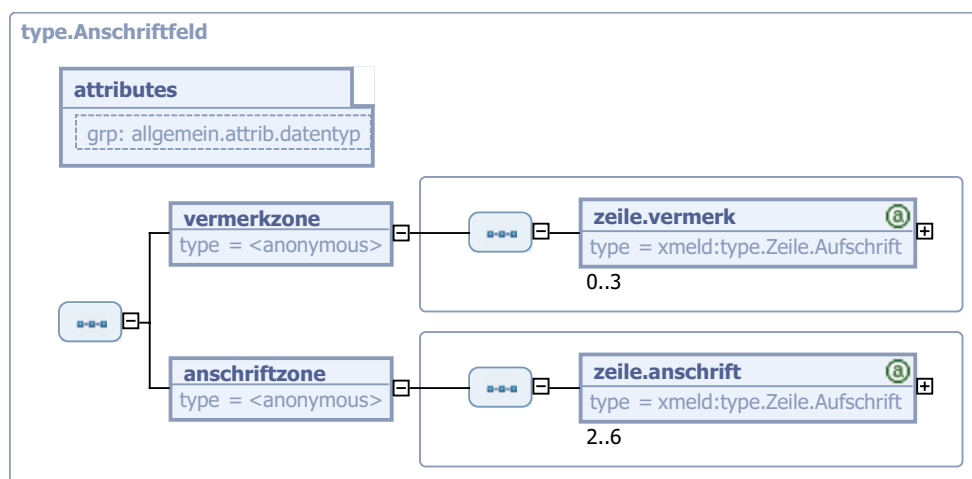 type.Anschriftfeld
attributes
grp: allgemein.attrib.datentyp
vermerkzone
type = <anonymous>
zeile.vermerk
type = xmeld:type.Zeile.Aufschrift
0..3
anschriftzone
type = <anonymous>
zeile.anschrift
type = xmeld:type.Zeile.Aufschrift
2..6